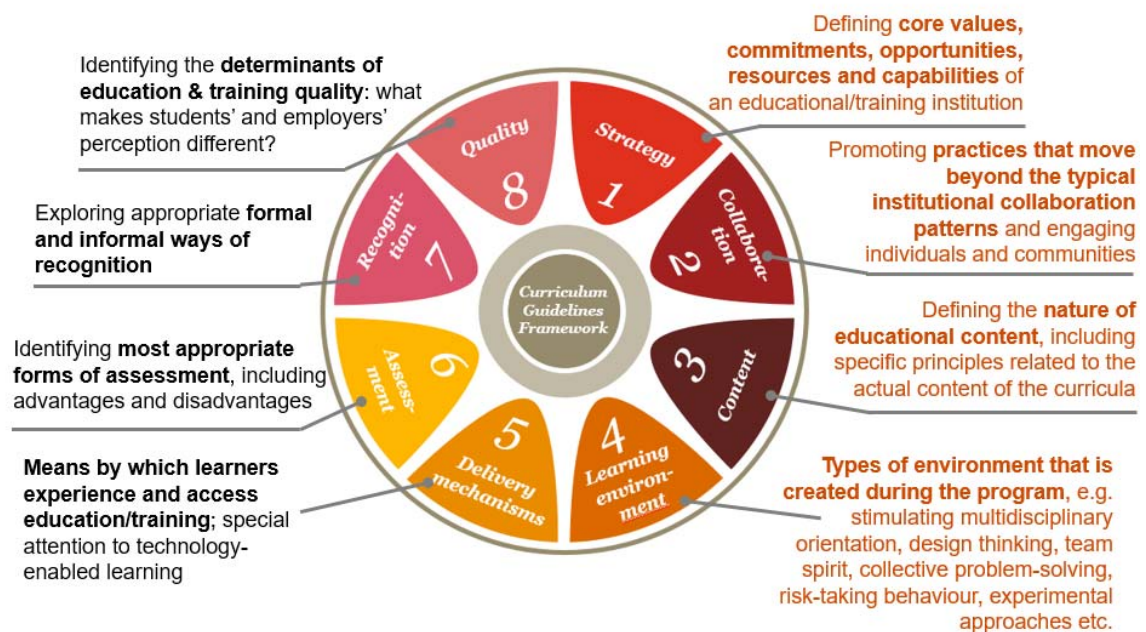 Identifying the determinants of
education & training quality: what
makes students' and employers'
perception different?
Exploring appropriate formal
and informal ways of
recognition
Identifying most appropriate
forms of assessment, including
advantages and disadvantages
Means by which learners
experience and access
education/training; special
attention to technology-
enabled learning
Quality
8
Strategy
1
Collabora-
tion
2
Content
3
4
Learning
environ-
ment
5
Delivery
mechanisms
6
Assess-
ment
Recogni-
tion
7
Curriculum
Guidelines
Framework
Defining core values,
commitments, opportunities,
resources and capabilities of
an educational/training institution
Promoting practices that move
beyond the typical
institutional collaboration
patterns and engaging
individuals and communities
Defining the nature of
educational content, including
specific principles related to the
actual content of the curricula
Types of environment that is
created during the program, e.g.
stimulating multidisciplinary
orientation, design thinking, team
spirit, collective problem-solving,
risk-taking behaviour, experimental
approaches etc.